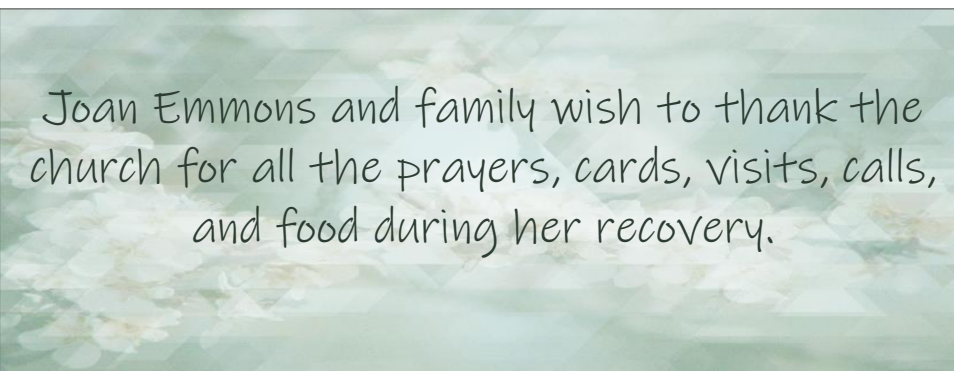 Joan Emmons and family wish to thank the
church for all the prayers, cards, visits, calls,
and food during her recovery.